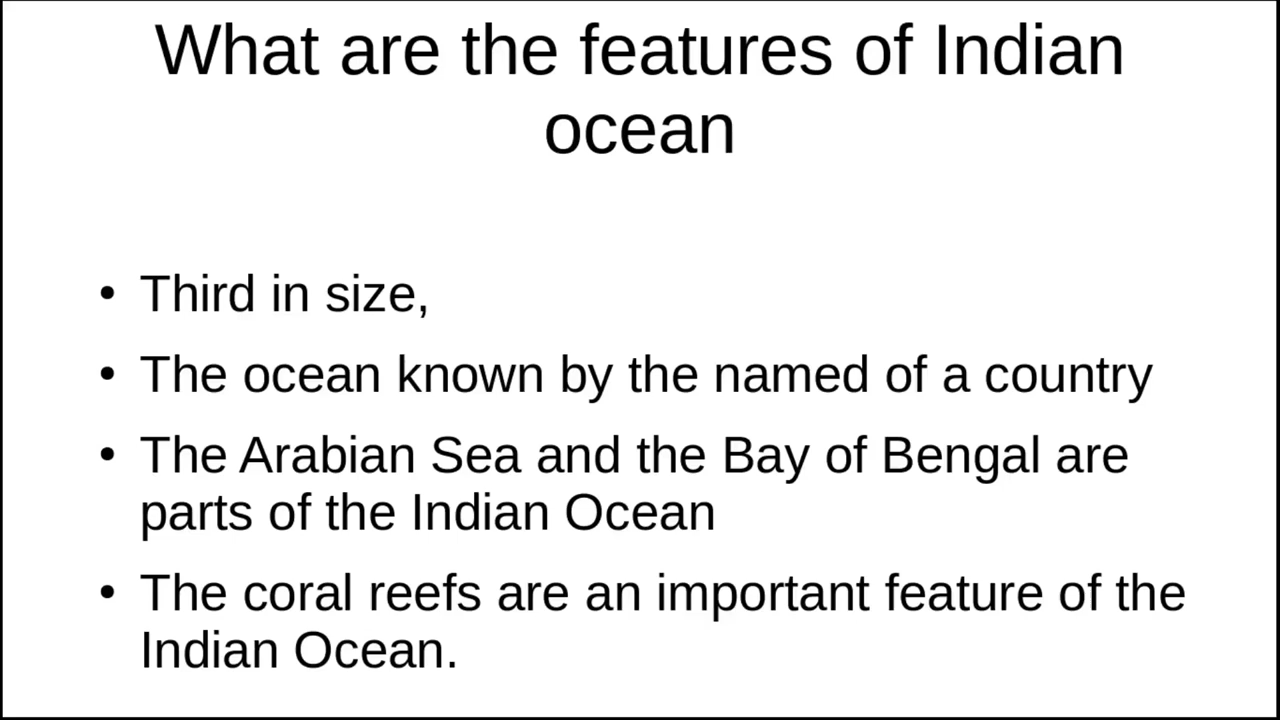 What are the features of Indian
ocean
• Third in size,
• The ocean known by the named of a country
• The Arabian Sea and the Bay of Bengal are
parts of the Indian Ocean
• The coral reefs are an important feature of the
Indian Ocean.